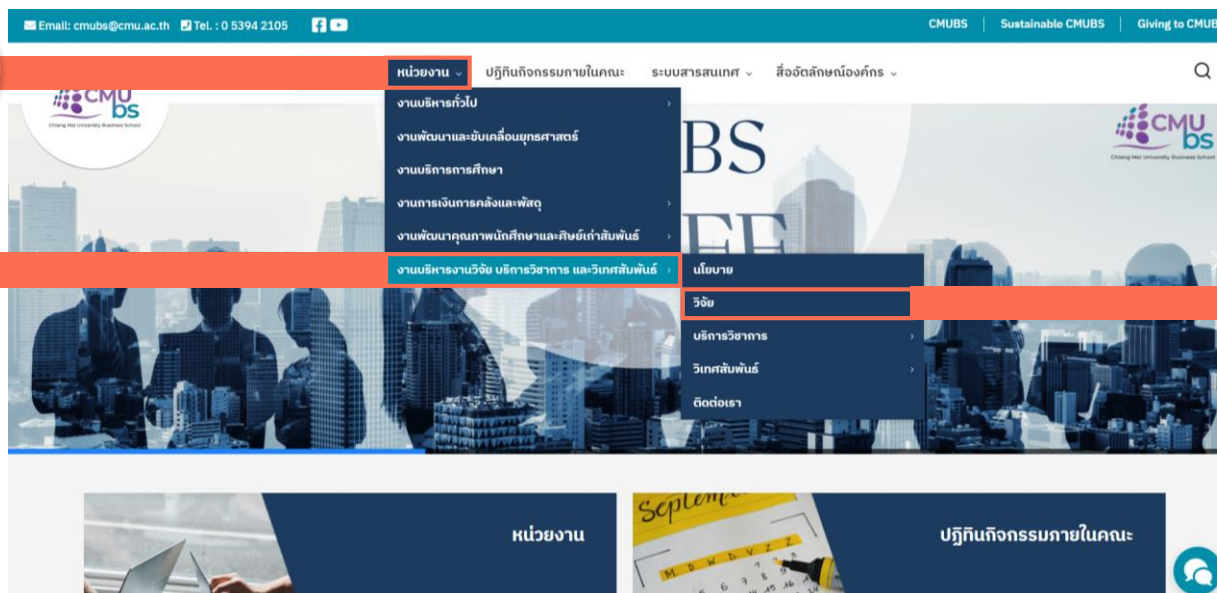 Email: cmubs@cmu.ac.th Tel. : 0 5394 2105
CMUBS Sustainable CMUBS Giving to CMUB
หน่วยงาน ปฏิทินกิจกรรมภายในคณะ ระบบสารสนเทศ สื่ออัตลักษณ์องค์กร
CMU
bs
Chiang Mai University Business School
งานบริหารทั่วไป
งานพัฒนาและขับเคลื่อนยุทธศาสตร์
งานบริการการศึกษา
งานการเงินการคลังและพัสดุ
งานพัฒนาคุณภาพนักศึกษาและศิษย์เก่าสัมพันธ์
งานบริหารงานวิจัย บริการวิชาการ และวิเทศสัมพันธ์
นโยบาย
วิจัย
บริการวิชาการ
วิเทศสัมพันธ์
ติดต่อเรา
BS
FF
CMU
bs
Chiang Mai University Business School
หน่วยงาน
Septem
M D W D V Z Z
ปฏิทินกิจกรรมภายในคณะ